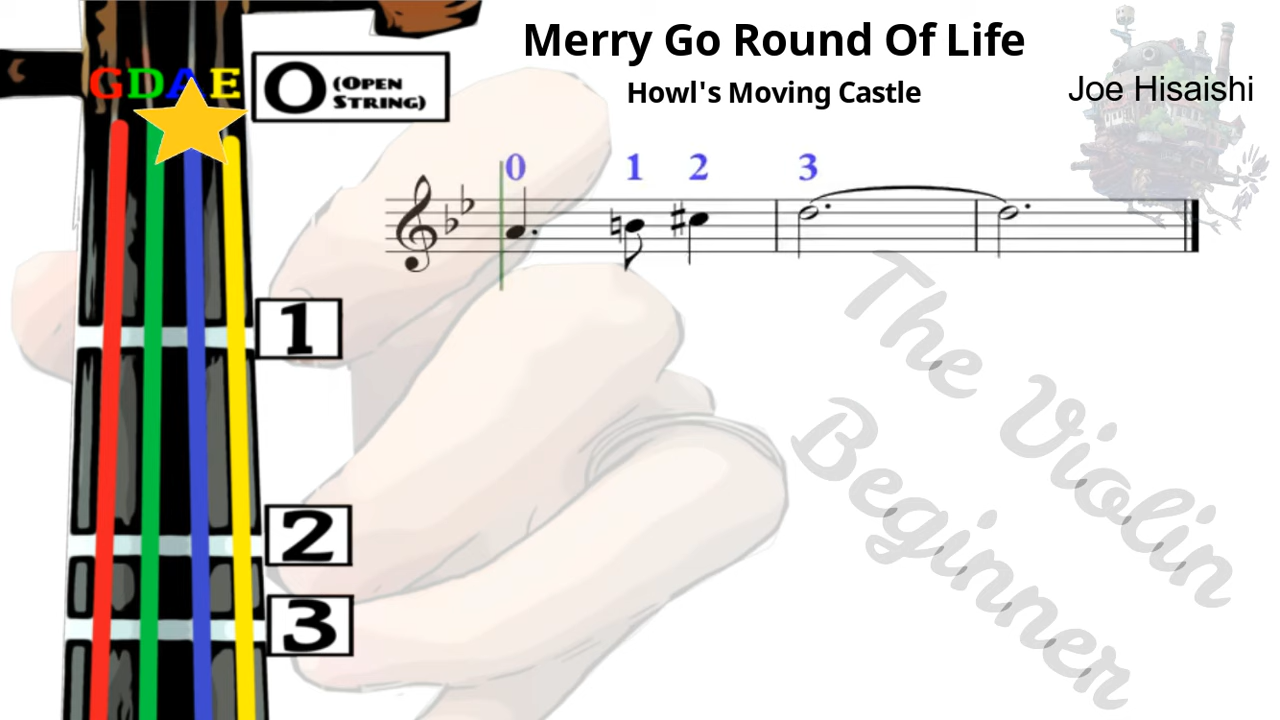 Merry Go Round Of Life
Howl's Moving Castle
Joe Hisaishi
G D A E
0 (OPEN STRING)
0 1 2 3
1
2
3
The Violin
Beginner